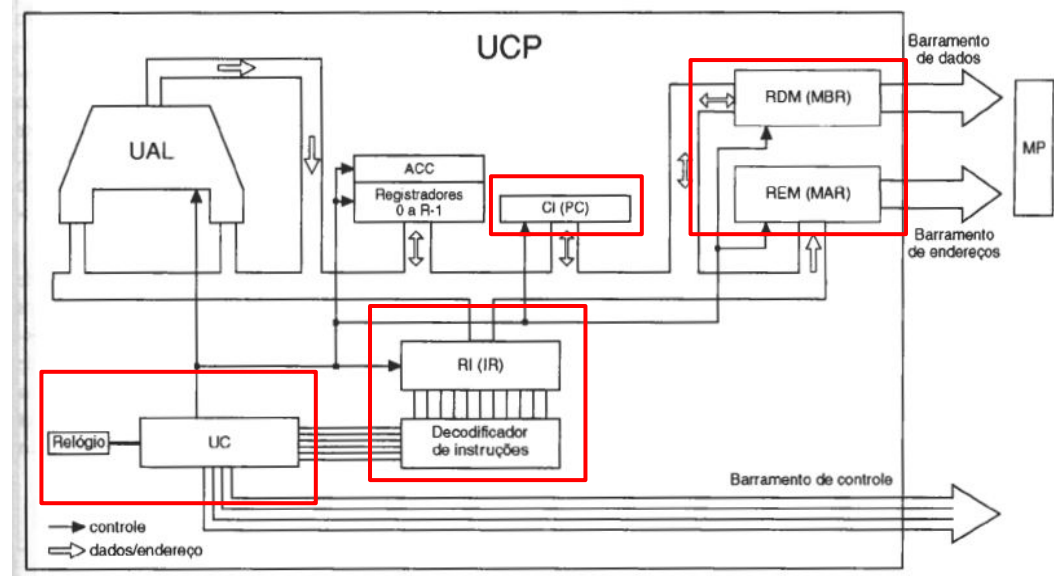 UCP
Barramento
de dados
RDM (MBR)
MP
UAL
ACC
Registradores
0 a R-1
CI (PC)
REM (MAR)
Barramento
de endereços
RI (IR)
Relógio
UC
Decodificador
de instruções
Barramento de controle
controle
dados/endereço